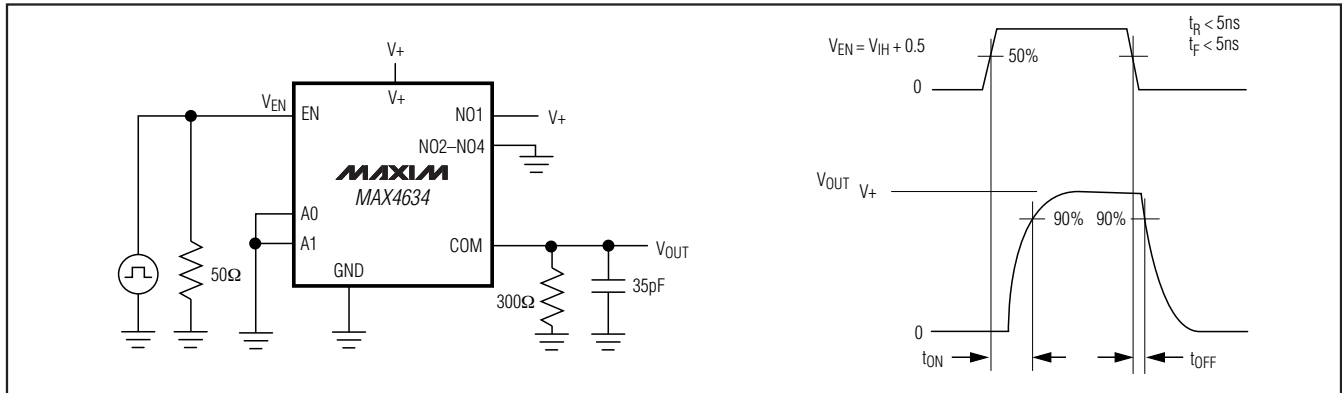 V+
V+
VEN
EN
NO1
V+
NO2–NO4
MAXIM
MAX4634
A0
A1
COM
VOUT
GND
50Ω
300Ω
35pF
VEN = VIH + 0.5
50%
tR < 5ns
tF < 5ns
0
VOUT
V+
90%
90%
0
tON
tOFF